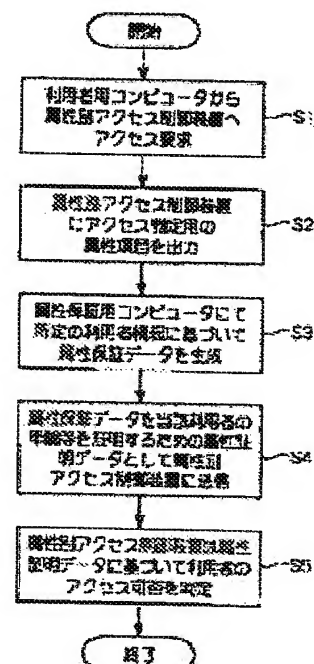 開始
利用者用コンピュータから
属性別アクセス制御装置へ
アクセス要求
S1
属性別アクセス制御装置
にアクセス判定用の
属性項目を出力
S2
属性保証用コンピュータにて
所定の利用者情報に基づいて
属性保証データを生成
S3
属性保証データを当該利用者の
年齢等を証明するための属性証
明データとして属性別
アクセス制御装置に送信
S4
属性別アクセス制御装置は属性
証明データに基づいて利用者の
アクセス可否を判定
S5
終了